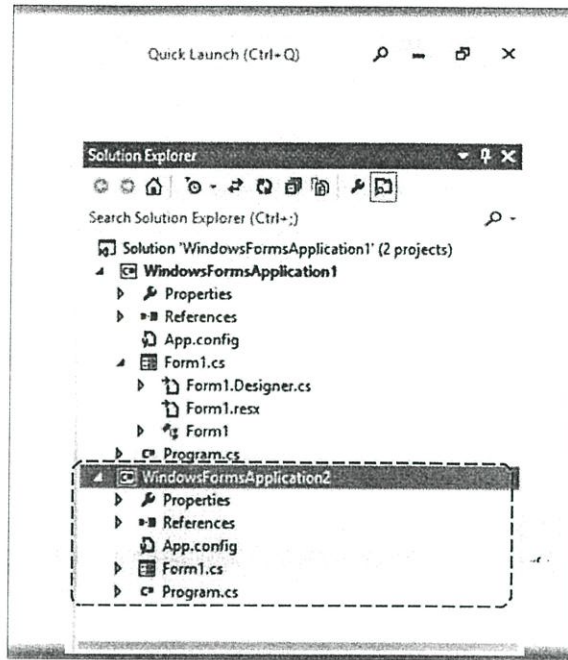 Quick Launch (Ctrl+Q)
Solution Explorer
Search Solution Explorer (Ctrl+;)
Solution 'WindowsFormsApplication1' (2 projects)
C# WindowsFormsApplication1
Properties
References
App.config
Form1.cs
Form1.Designer.cs
Form1.resx
Form1
C# Program.cs
WindowsFormsApplication2
Properties
References
App.config
Form1.cs
C# Program.cs